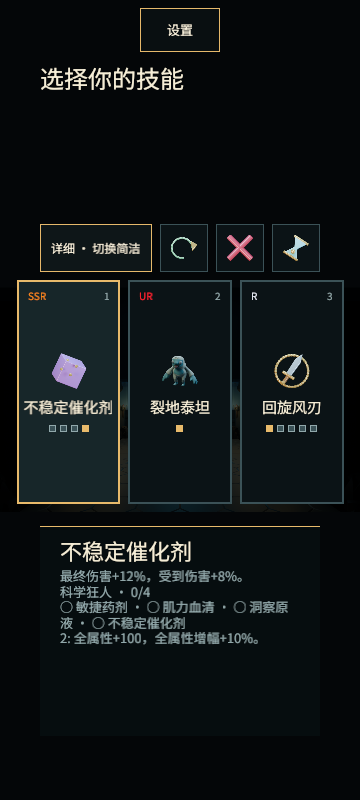 设置
选择你的技能
详细 · 切换简洁
SSR 1
UR 2
R 3
不稳定催化剂
裂地泰坦
回旋风刃
不稳定催化剂
最终伤害+12%，受到伤害+8%。
科学狂人 · 0/4
〇 敏捷药剂 · 〇 肌力血清 · 〇 洞察原
液 · 〇 不稳定催化剂
2: 全属性+100，全属性增幅+10%。